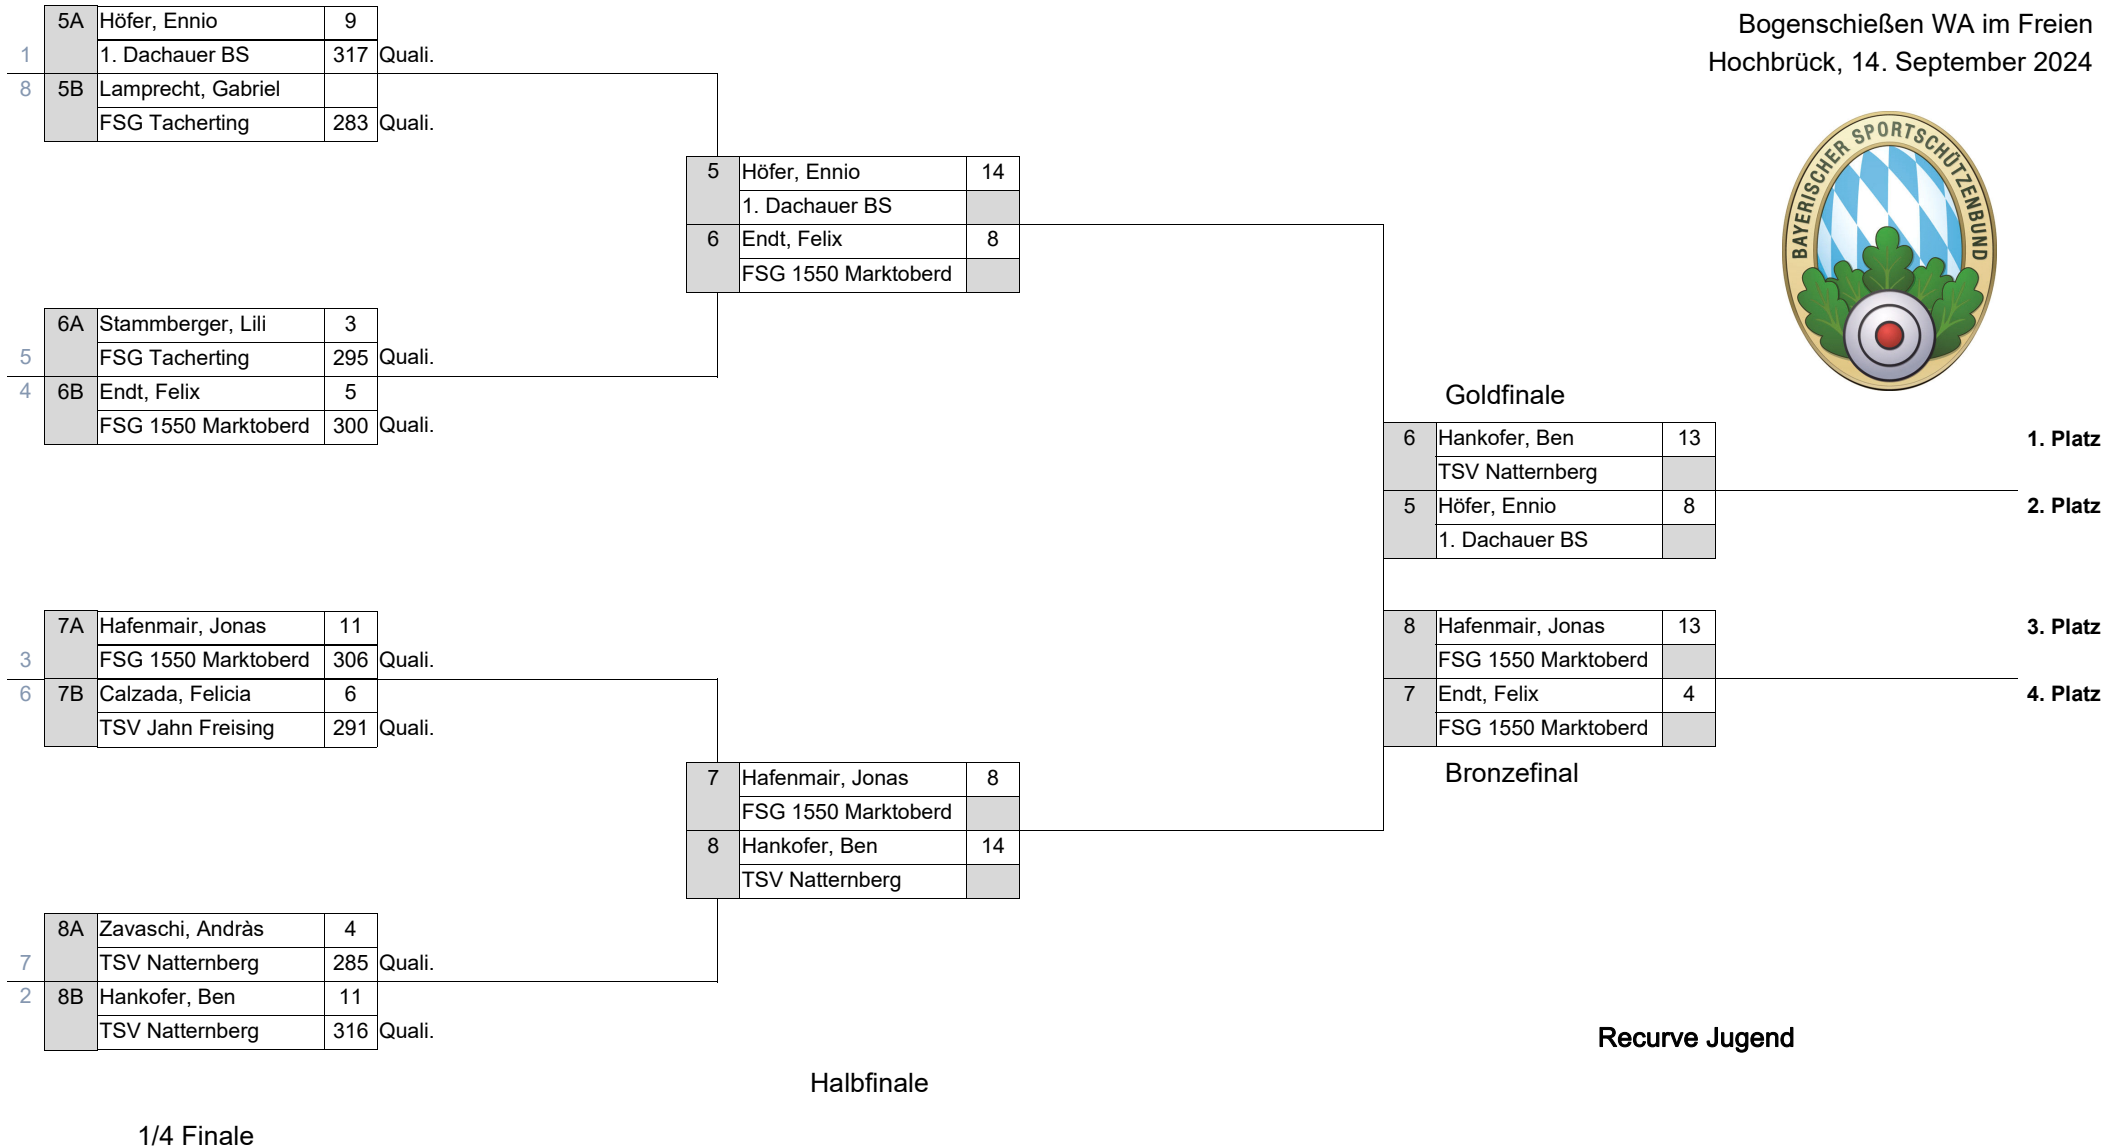 Bogenschießen WA im Freien
Hochbrück, 14. September 2024
BAYERISCHER SPORTSCHÜTZENBUND
5A Höfer, Ennio 9
1 1. Dachauer BS 317 Quali.
8 5B Lamprecht, Gabriel
FSG Tacherting 283 Quali.
6A Stammberger, Lili 3
5 FSG Tacherting 295 Quali.
4 6B Endt, Felix 5
FSG 1550 Marktoberd 300 Quali.
7A Hafenmair, Jonas 11
3 FSG 1550 Marktoberd 306 Quali.
6 7B Calzada, Felicia 6
TSV Jahn Freising 291 Quali.
8A Zavaschi, Andràs 4
7 TSV Natternberg 285 Quali.
2 8B Hankofer, Ben 11
TSV Natternberg 316 Quali.
1/4 Finale
5 Höfer, Ennio 14
1. Dachauer BS
6 Endt, Felix 8
FSG 1550 Marktoberd
7 Hafenmair, Jonas 8
FSG 1550 Marktoberd
8 Hankofer, Ben 14
TSV Natternberg
Halbfinale
Goldfinale
6 Hankofer, Ben 13 1. Platz
TSV Natternberg
5 Höfer, Ennio 8 2. Platz
1. Dachauer BS
8 Hafenmair, Jonas 13 3. Platz
FSG 1550 Marktoberd
7 Endt, Felix 4 4. Platz
FSG 1550 Marktoberd
Bronzefinal
Recurve Jugend